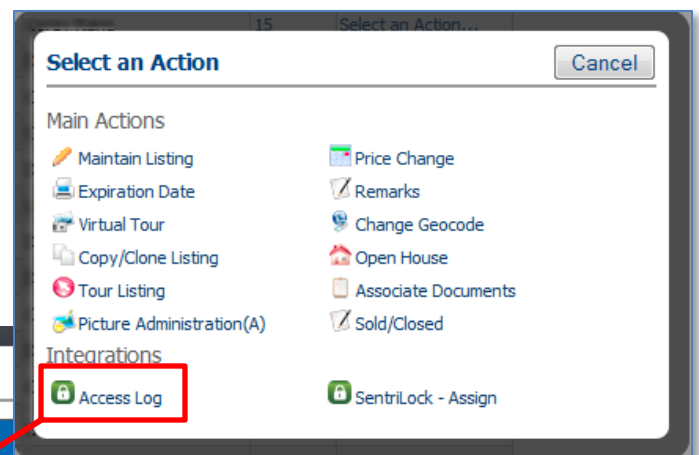 15 Select an Action...
Select an Action Cancel
Main Actions
Maintain Listing Price Change
Expiration Date Remarks
Virtual Tour Change Geocode
Copy/Clone Listing Open House
Tour Listing Associate Documents
Picture Administration(A) Sold/Closed
Integrations
Access Log SentriLock - Assign